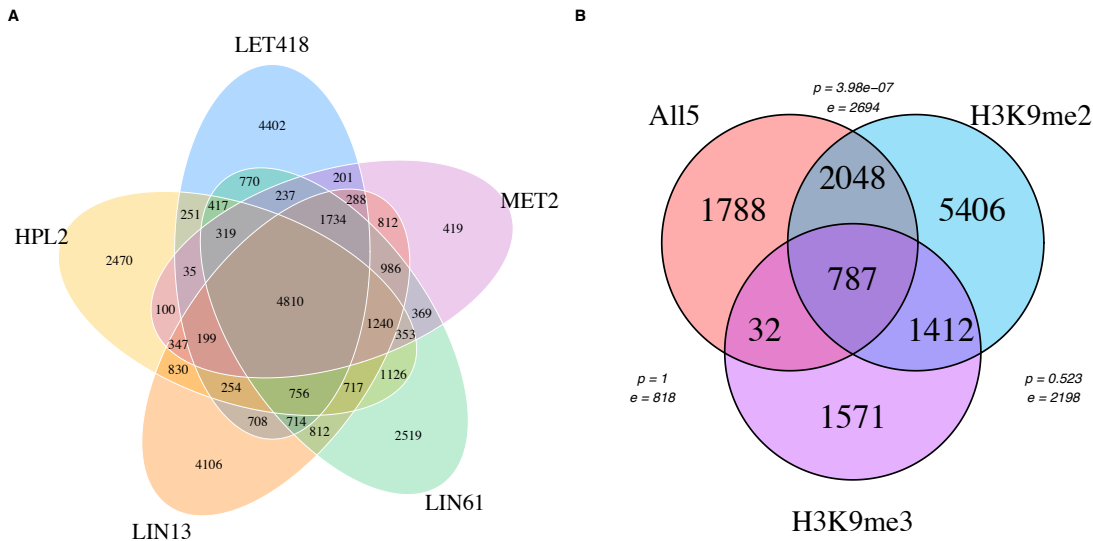 A
B
LET418
4402
770
201
237
288
417
251
1734
812
MET2
419
319
HPL2
2470
35
986
4810
100
369
1240
353
347
199
830
254
756
717
1126
708
714
812
2519
4106
LIN61
LIN13
p = 3.98e−07
e = 2694
All5
H3K9me2
2048
1788
5406
787
32
1412
p = 1
e = 818
p = 0.523
e = 2198
1571
H3K9me3